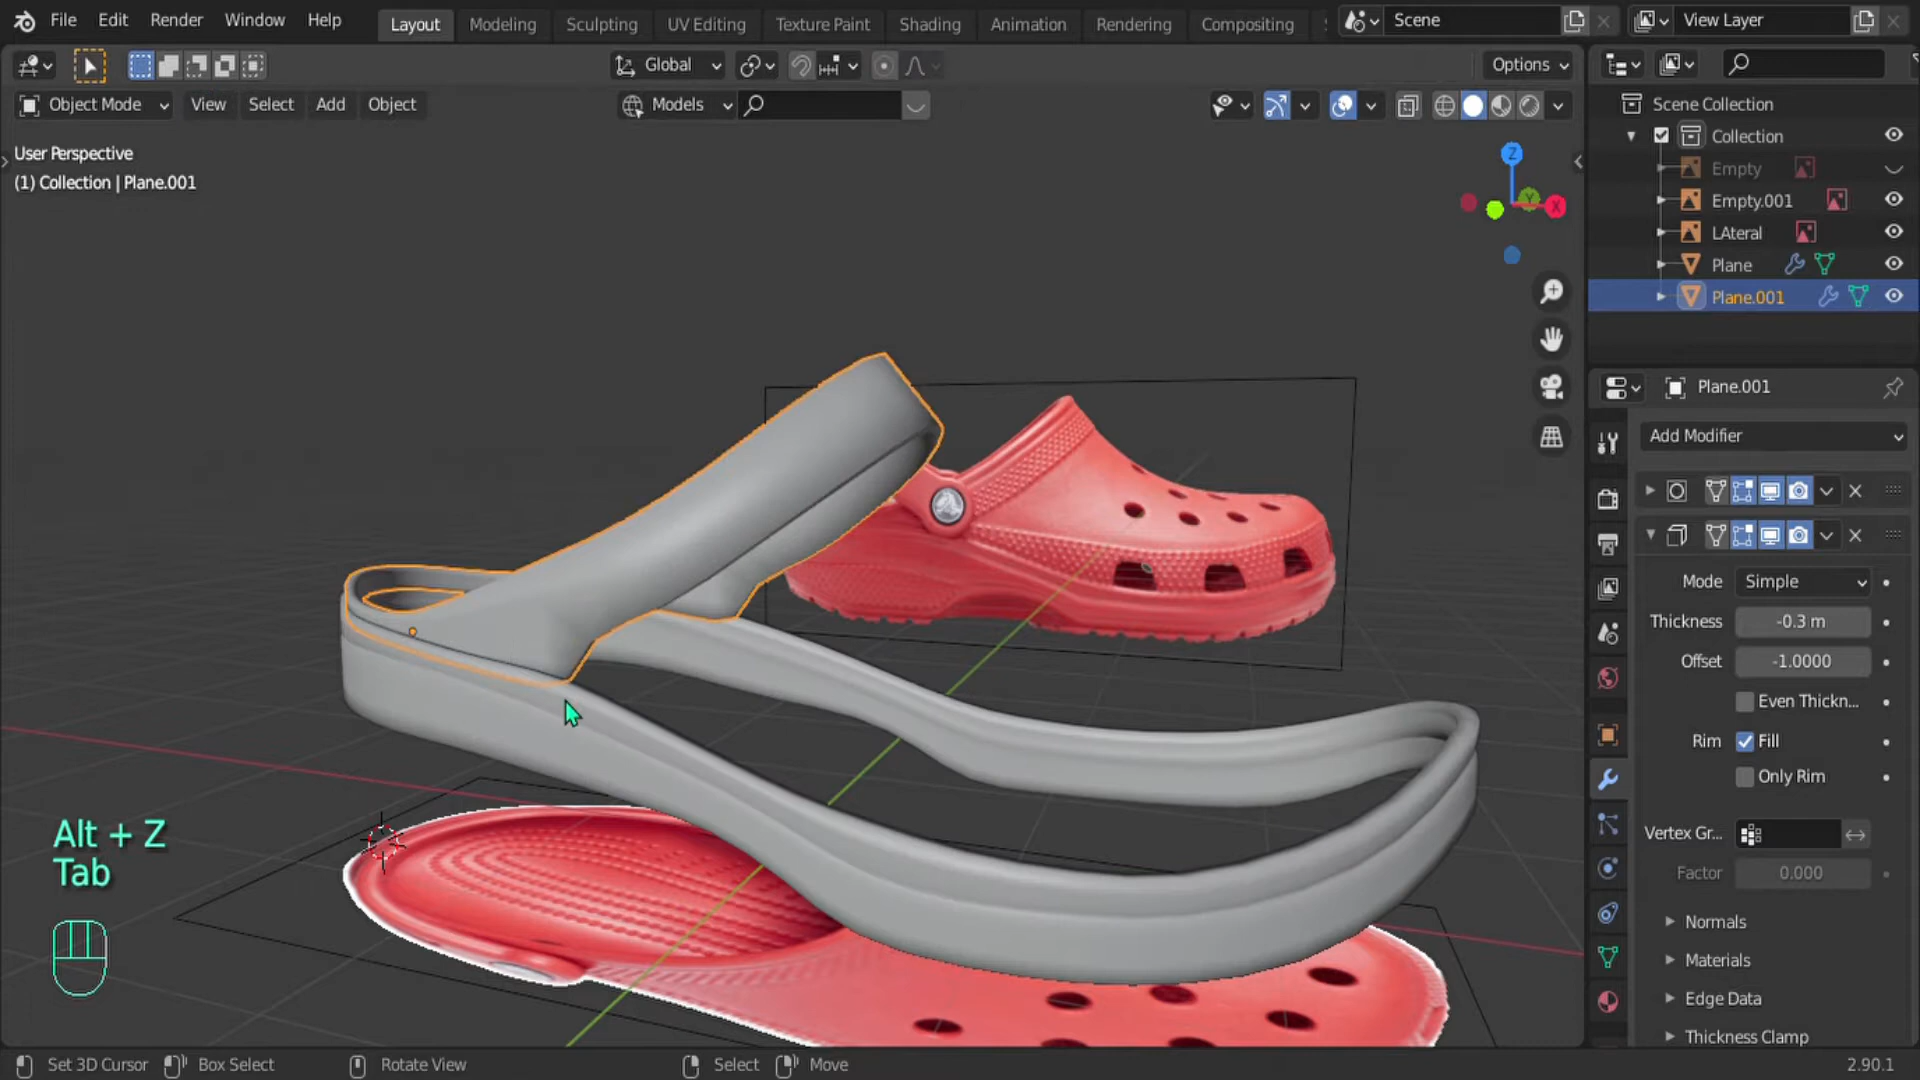 File Edit Render Window Help
Layout Modeling Sculpting UV Editing Texture Paint Shading Animation Rendering Compositing
Scene
View Layer
Global
Options
Object Mode View Select Add Object
Models
User Perspective
(1) Collection | Plane.001
Z
Y
X
Scene Collection
Collection
Empty
Empty.001
LAteral
Plane
Plane.001
Plane.001
Add Modifier
Mode Simple
Thickness -0.3 m
Offset -1.0000
Even Thickn...
Rim Fill
Only Rim
Vertex Gr...
Factor 0.000
Normals
Materials
Edge Data
Thickness Clamp
Alt + Z
Tab
Set 3D Cursor Box Select Rotate View Select Move 2.90.1